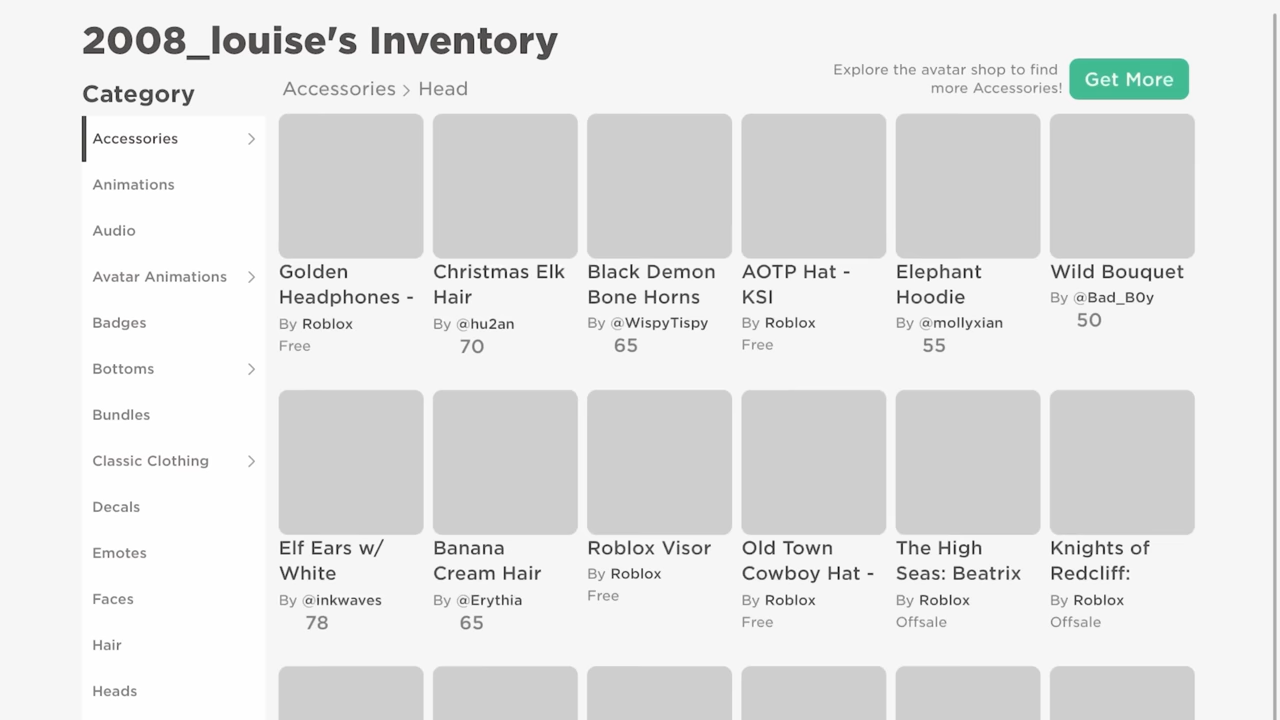 2008_louise's Inventory
Category
Accessories > Head
Explore the avatar shop to find
more Accessories!
Get More
Accessories
Animations
Audio
Avatar Animations
Badges
Bottoms
Bundles
Classic Clothing
Decals
Emotes
Faces
Hair
Heads
Golden
Headphones -
By Roblox
Free
Christmas Elk
Hair
By @hu2an
70
Black Demon
Bone Horns
By @WispyTispy
65
AOTP Hat -
KSI
By Roblox
Free
Elephant
Hoodie
By @mollyxian
55
Wild Bouquet
By @Bad_B0y
50
Elf Ears w/
White
By @inkwaves
78
Banana
Cream Hair
By @Erythia
65
Roblox Visor
By Roblox
Free
Old Town
Cowboy Hat -
By Roblox
Free
The High
Seas: Beatrix
By Roblox
Offsale
Knights of
Redcliff:
By Roblox
Offsale